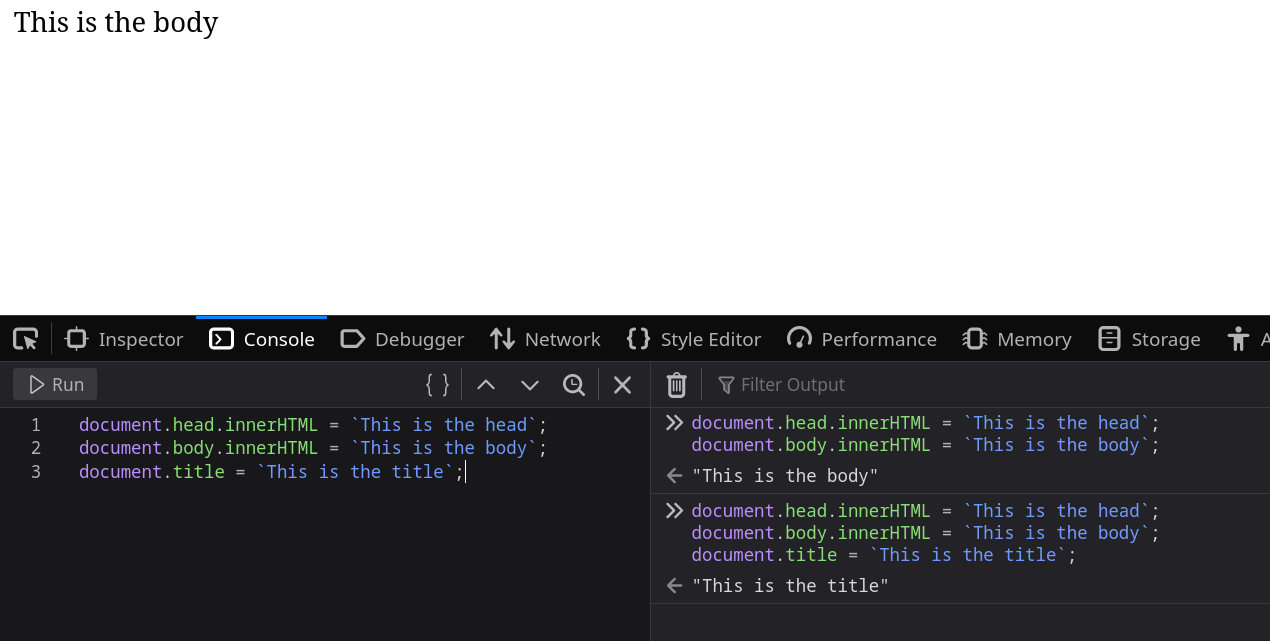 This is the body
Inspector Console Debugger Network Style Editor Performance Memory Storage A
Run { } Filter Output
1 document.head.innerHTML = `This is the head`;
2 document.body.innerHTML = `This is the body`;
3 document.title = `This is the title`;
document.head.innerHTML = `This is the head`;
document.body.innerHTML = `This is the body`;
"This is the body"
document.head.innerHTML = `This is the head`;
document.body.innerHTML = `This is the body`;
document.title = `This is the title`;
"This is the title"